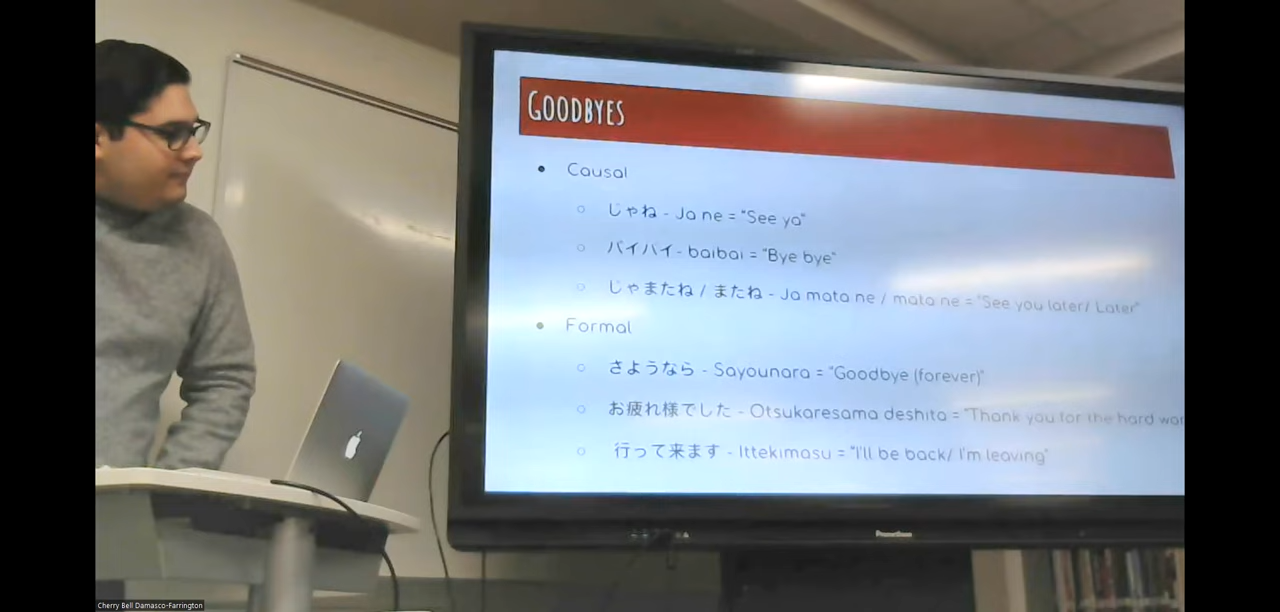 GOODBYES
Causal
じゃね - Ja ne = "See ya"
バイハイ- baibai = "Bye bye"
じゃまたね / またね - Ja mata ne / mata ne = "See you later/ Later"
Formal
さようなら - Sayounara = "Goodbye (forever)"
お疲れ様でした - Otsukaresama deshita = "Thank you for the hard wor
行って来ます - Ittekimasu = "I'll be back/ I'm leaving"
Promethean
Cherry Bell Damasco-Farrington